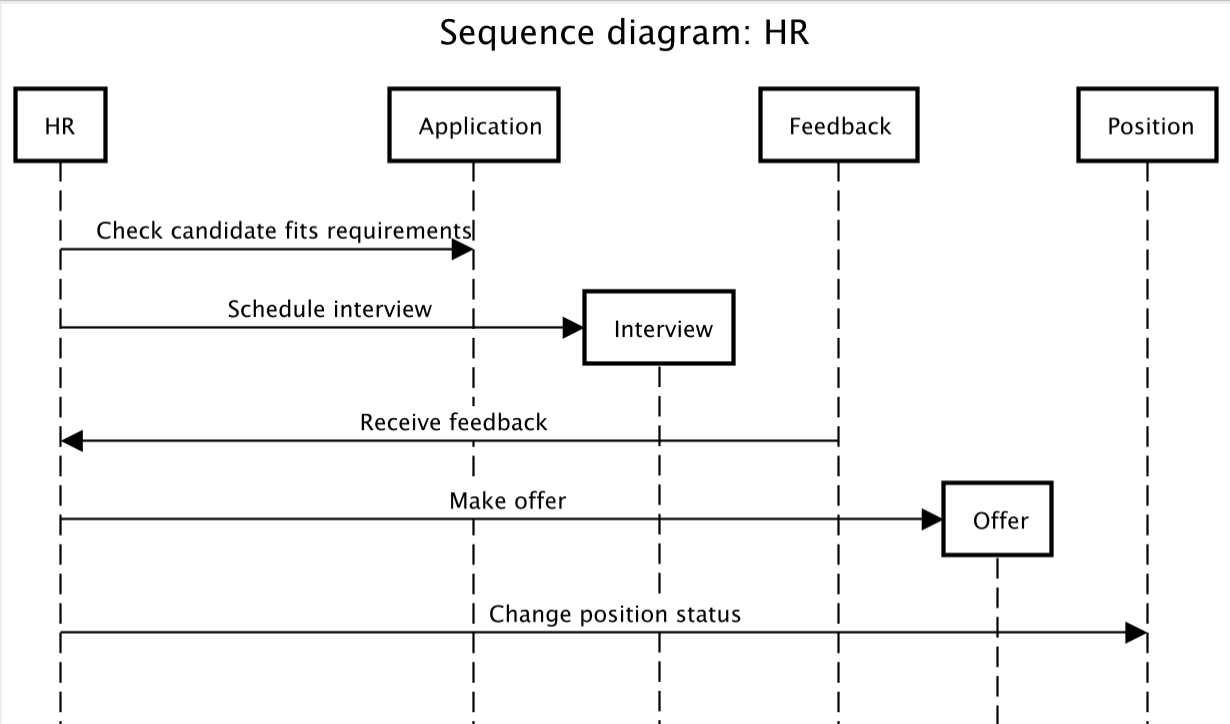 Sequence diagram: HR
HR
Application
Feedback
Position
Check candidate fits requirements
Schedule interview
Interview
Receive feedback
Make offer
Offer
Change position status